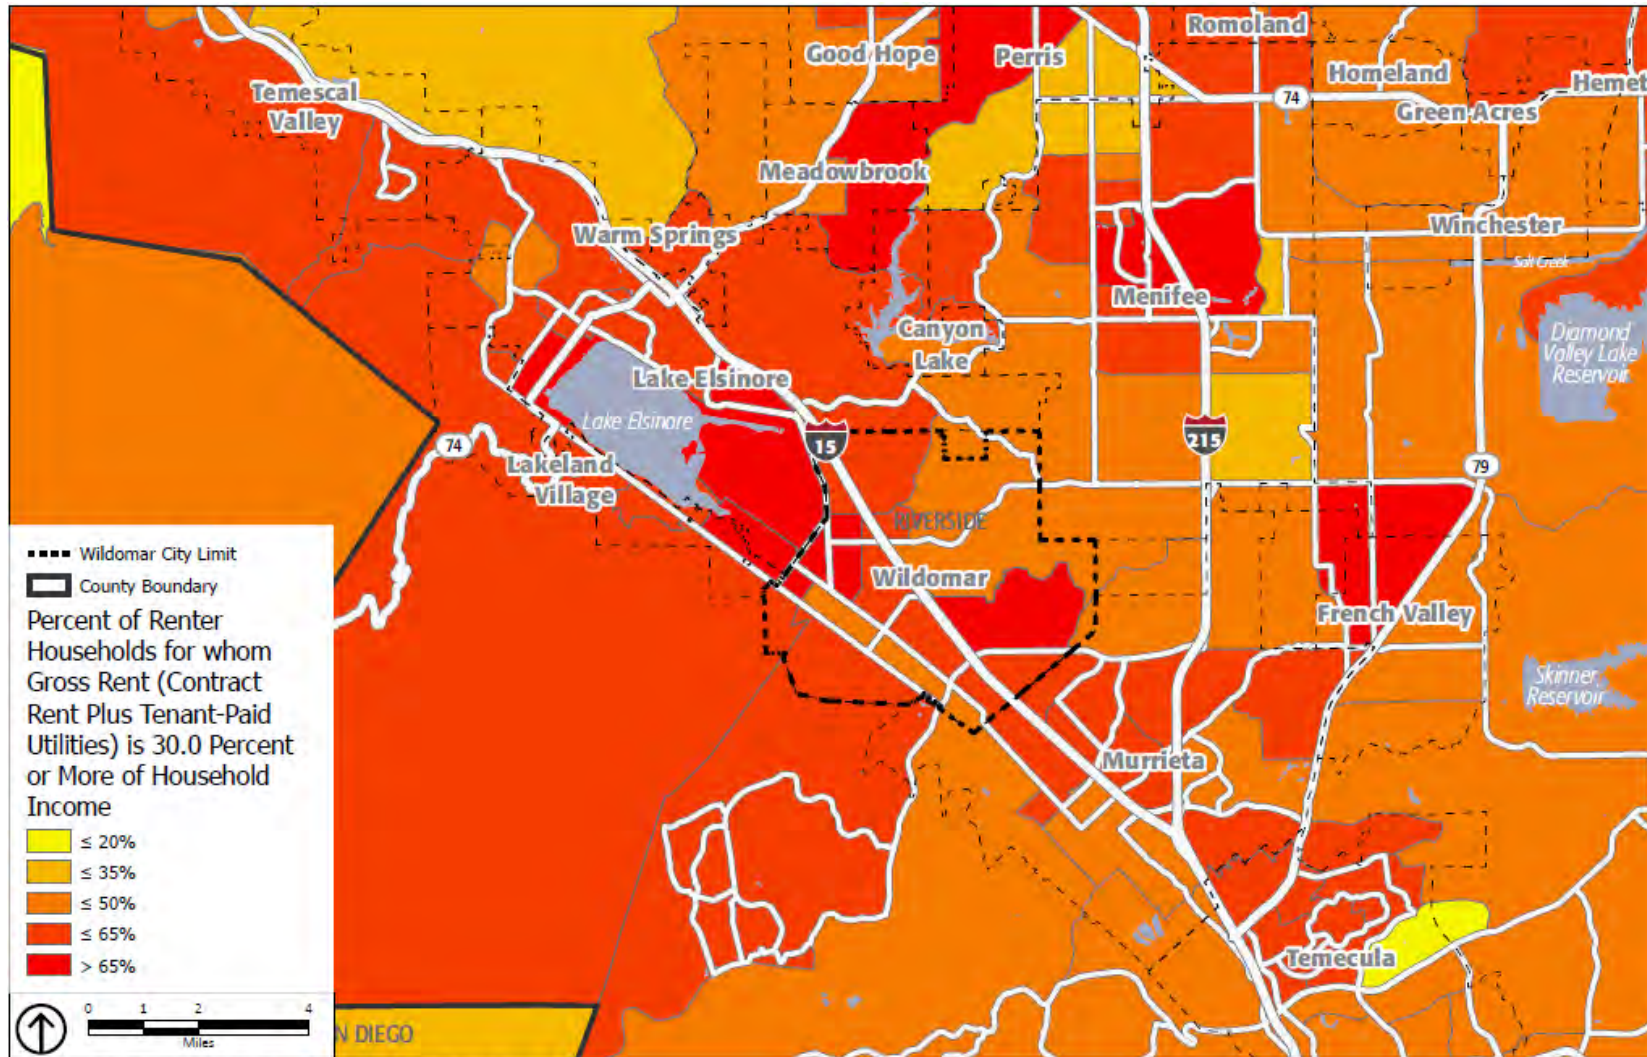 Romoland
Good Hope
Perris
Homeland
Hemet
Temescal
Valley
74
Green Acres
Meadowbrook
Winchester
Warm Springs
Salt Creek
Menifee
Canyon
Lake
Diamond
Valley Lake
Reservoir
Lake Elsinore
Lake Elsinore
15
215
74
Lakeland
Village
79
RIVERSIDE
Wildomar
French Valley
Skinner
Reservoir
Murrieta
Temecula
Wildomar City Limit
County Boundary
Percent of Renter
Households for whom
Gross Rent (Contract
Rent Plus Tenant-Paid
Utilities) is 30.0 Percent
or More of Household
Income
≤ 20%
≤ 35%
≤ 50%
≤ 65%
> 65%
0 1 2 4
Miles
N DIEGO